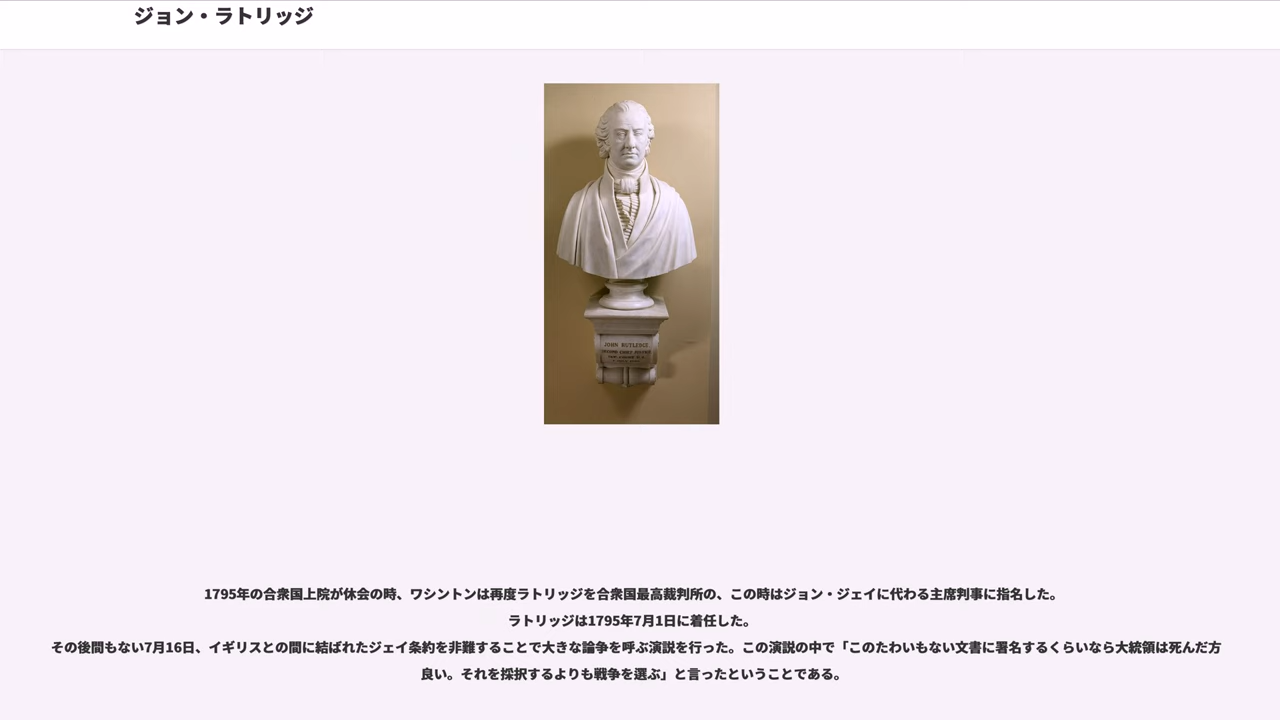 ジョン・ラトリッジ
JOHN RUTLEDGE
1795年の合衆国上院が休会の時、ワシントンは再度ラトリッジを合衆国最高裁判所の、この時はジョン・ジェイに代わる主席判事に指名した。
ラトリッジは1795年7月1日に着任した。
その後間もない7月16日、イギリスとの間に結ばれたジェイ条約を非難することで大きな論争を呼ぶ演説を行った。この演説の中で「このたわいもない文書に署名するくらいなら大統領は死んだ方
良い。それを採択するよりも戦争を選ぶ」と言ったということである。